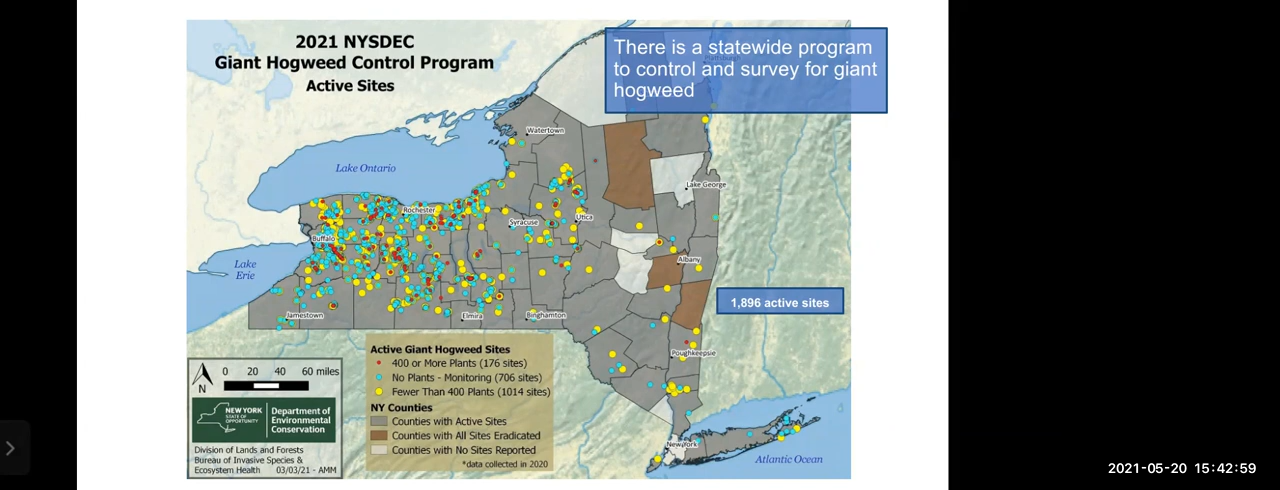 2021 NYSDEC
Giant Hogweed Control Program
Active Sites
There is a statewide program
to control and survey for giant
hogweed
Watertown
Lake Ontario
Lake George
Rochester
Syracuse
Utica
Buffalo
Albany
Lake
Erie
1,896 active sites
Jamestown
Elmira
Binghamton
Poughkeepsie
Active Giant Hogweed Sites
400 or More Plants (176 sites)
No Plants - Monitoring (706 sites)
Fewer Than 400 Plants (1014 sites)
NY Counties
Counties with Active Sites
Counties with All Sites Eradicated
Counties with No Sites Reported
*data collected in 2020
0 20 40 60 miles
N
NEW YORK
STATE OF
OPPORTUNITY
Department of
Environmental
Conservation
Division of Lands and Forests
Bureau of Invasive Species &
Ecosystem Health 03/03/21 - AMM
New York
Atlantic Ocean
2021-05-20 15:42:59